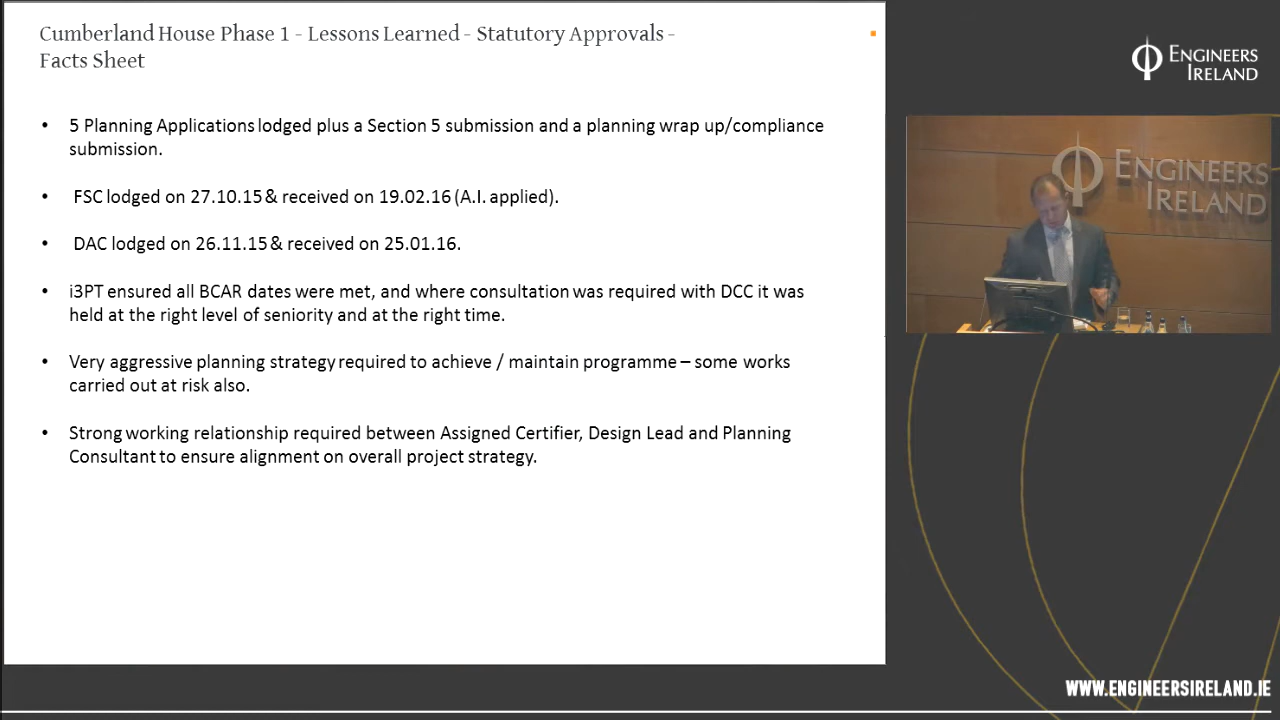 Cumberland House Phase 1 - Lessons Learned - Statutory Approvals -
Facts Sheet
• 5 Planning Applications lodged plus a Section 5 submission and a planning wrap up/compliance
submission.
• FSC lodged on 27.10.15 & received on 19.02.16 (A.I. applied).
• DAC lodged on 26.11.15 & received on 25.01.16.
• i3PT ensured all BCAR dates were met, and where consultation was required with DCC it was
held at the right level of seniority and at the right time.
• Very aggressive planning strategy required to achieve / maintain programme – some works
carried out at risk also.
• Strong working relationship required between Assigned Certifier, Design Lead and Planning
Consultant to ensure alignment on overall project strategy.
ENGINEERS
IRELAND
ENGINEERS
IRELAND
WWW.ENGINEERSIRELAND.IE